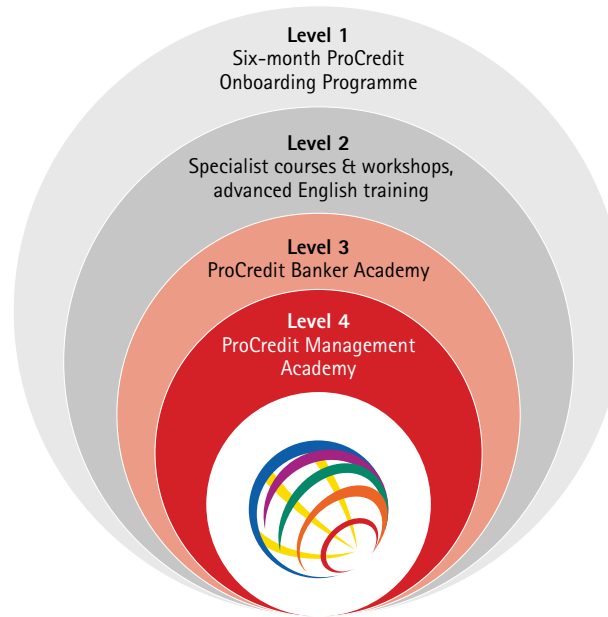 Level 1
Six-month ProCredit
Onboarding Programme
Level 2
Specialist courses & workshops,
advanced English training
Level 3
ProCredit Banker Academy
Level 4
ProCredit Management
Academy